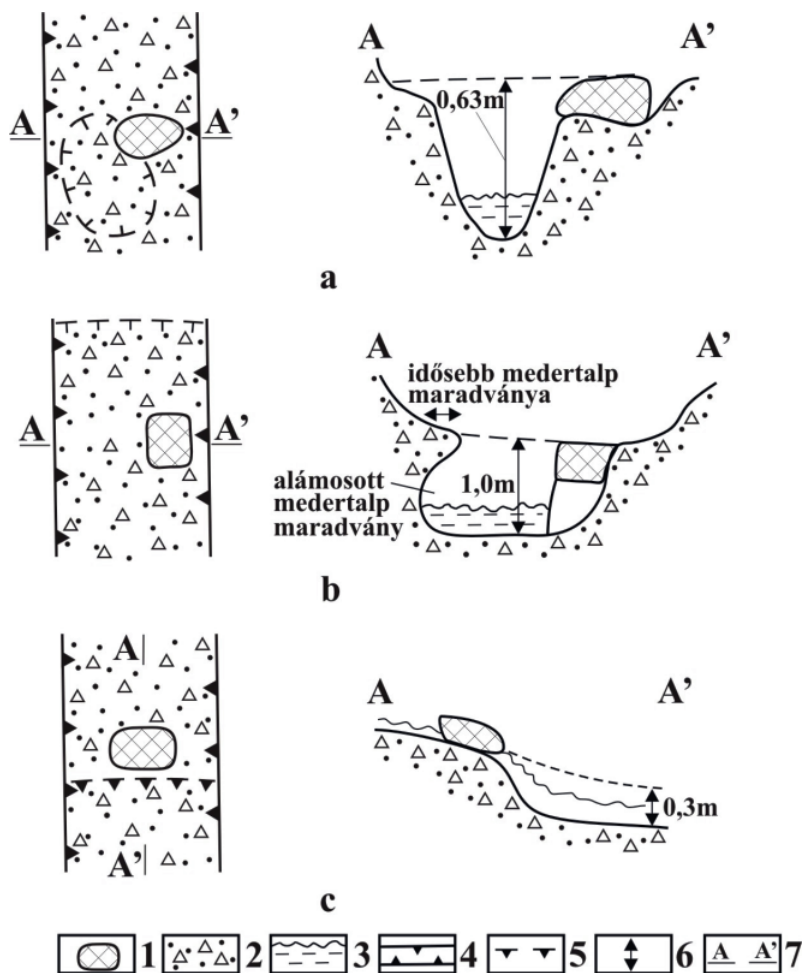 A A'
0,63m
A A'
a
A A'
idősebb medertalp
maradványa
A A'
alámosott
medertalp
maradvány
1,0m
b
A
A A'
0,3m
A'
c
1 2 3 4 5 6 A A' 7